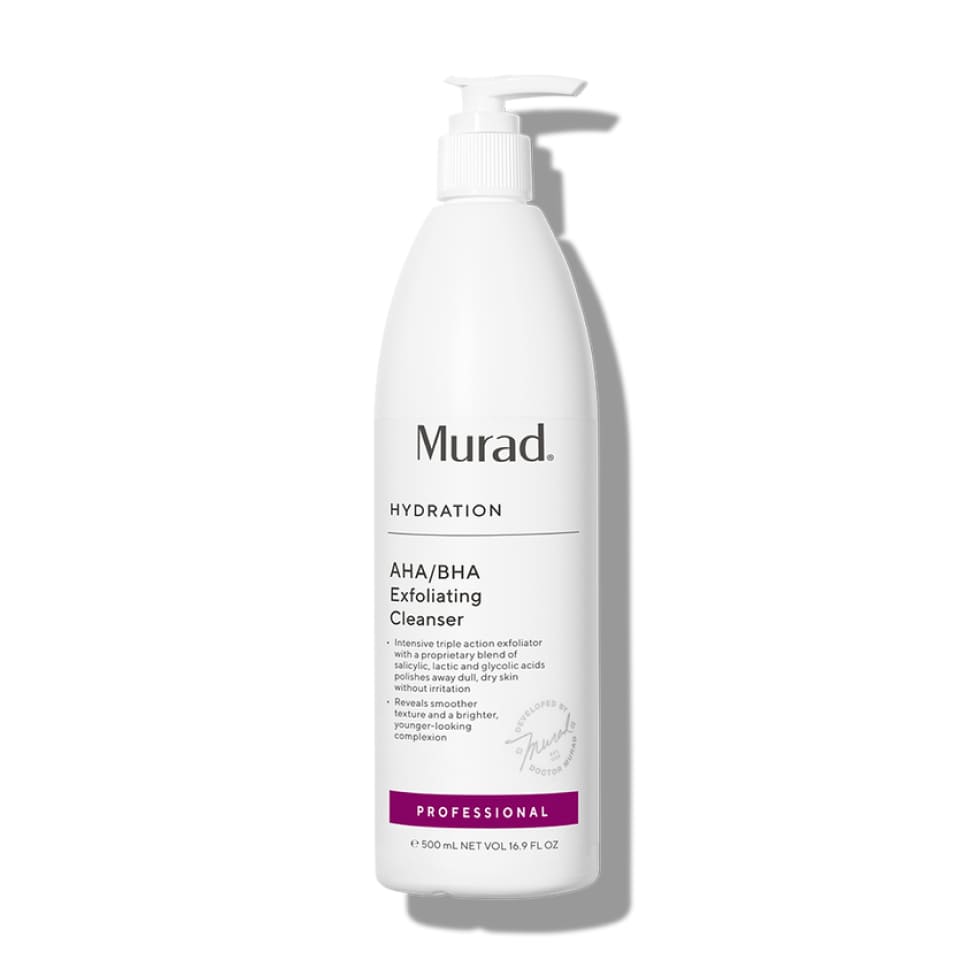 Murad®
HYDRATION
AHA/BHA
Exfoliating
Cleanser
• Intensive triple action exfoliator
with a proprietary blend of
salicylic, lactic and glycolic acids
polishes away dull, dry skin
without irritation
• Reveals smoother
texture and a brighter,
younger-looking
complexion
DEVELOPED BY
Murad
DOCTOR MURAD
PROFESSIONAL
℮ 500 mL NET VOL 16.9 FL OZ